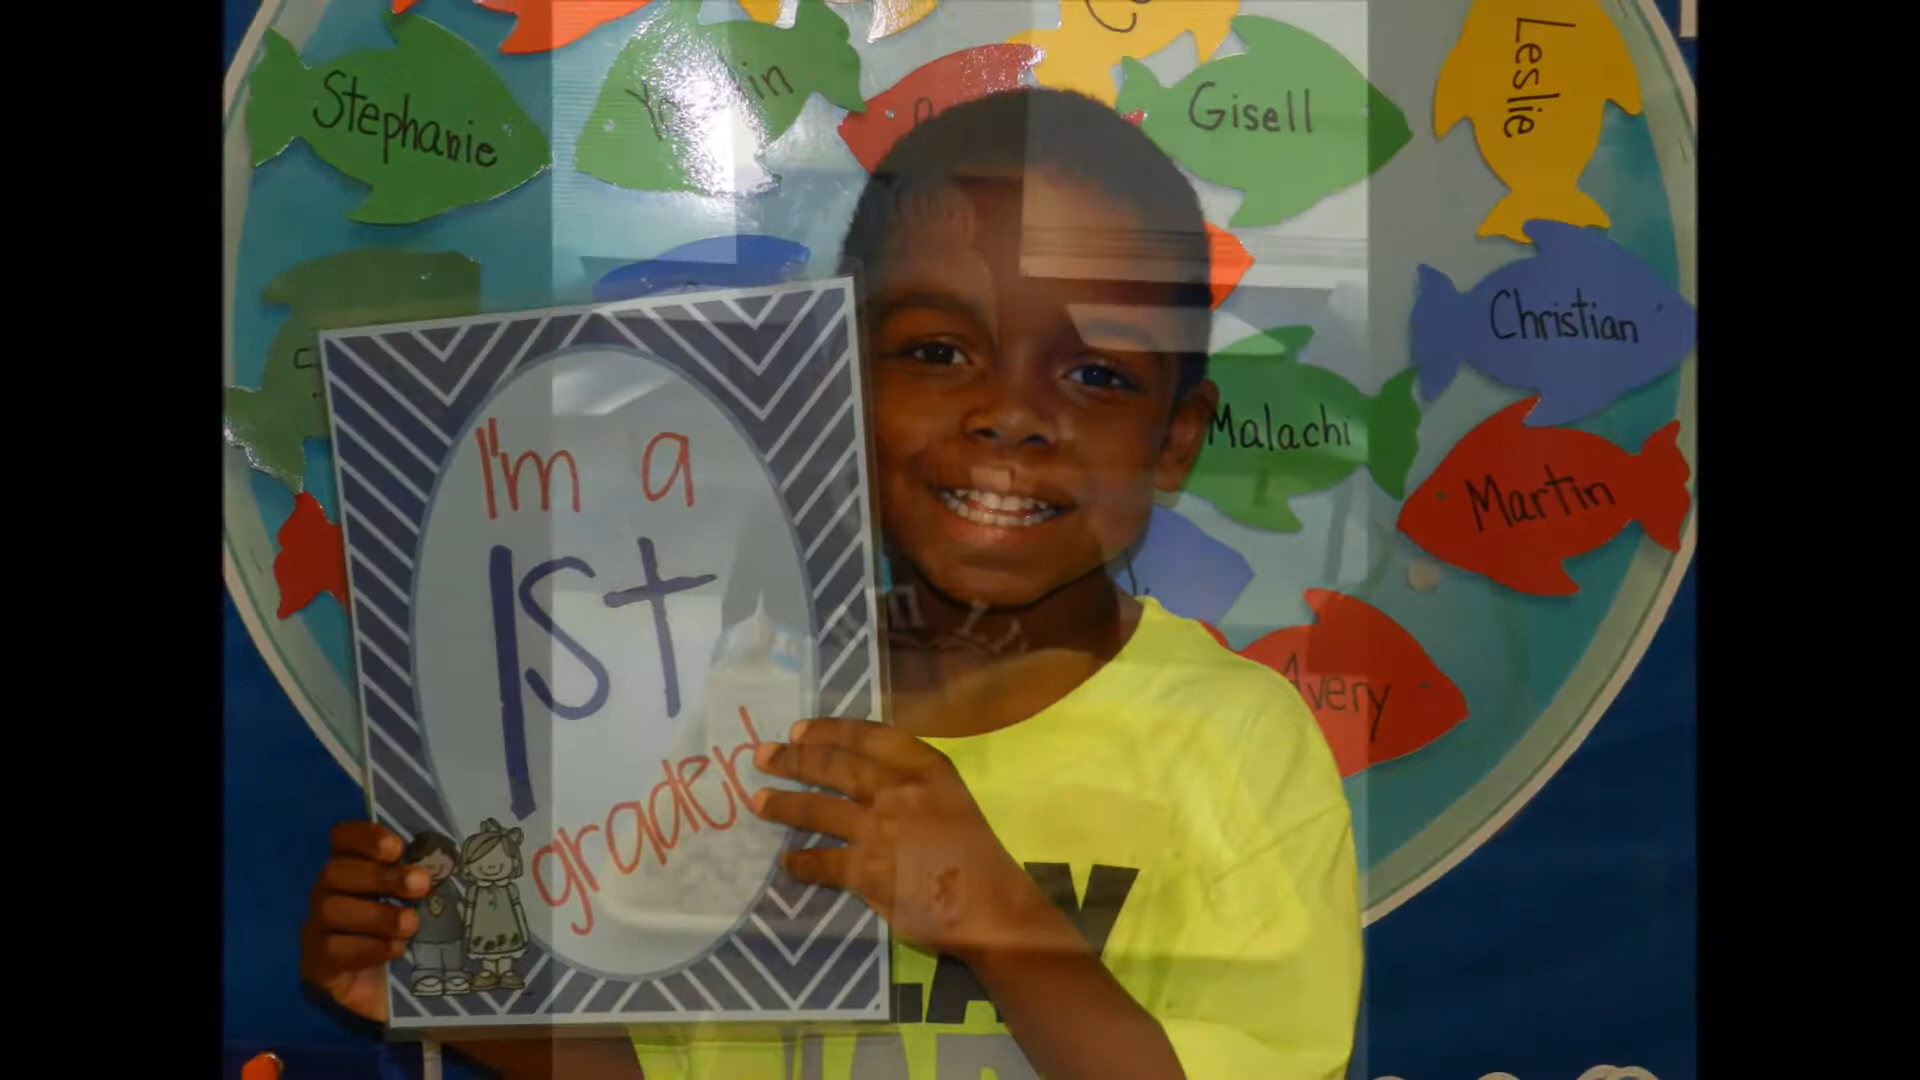 Stephanie
Gisell
Leslie
Christian
Malachi
Martin
Avery
I'm a
1st
grader!